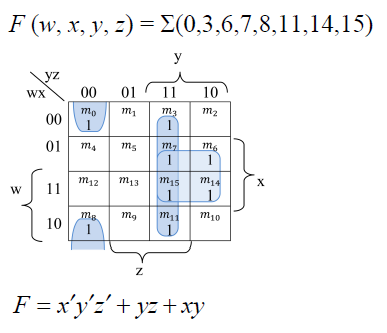 F (w, x, y, z) = Σ(0,3,6,7,8,11,14,15)
y
yz
wx 00 01 11 10
00 m₀ 1 m₁ m₃ 1 m₂
01 m₄ m₅ m₇ 1 m₆ 1
w 11 m₁₂ m₁₃ m₁₅ 1 m₁₄ 1 x
10 m₈ 1 m₉ m₁₁ 1 m₁₀
z
F = x′y′z′ + yz + xy